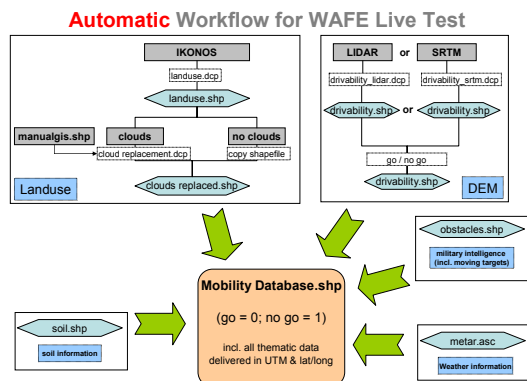 Automatic Workflow for WAFE Live Test
IKONOS
landuse.dcp
landuse.shp
manualgis.shp
clouds
no clouds
cloud replacement.dcp
copy shapefile
clouds replaced.shp
Landuse
LIDAR or SRTM
drivability_lidar.dcp
drivability_srtm.dcp
drivability.shp or drivability.shp
go / no go
drivability.shp
DEM
obstacles.shp
military intelligence
(incl. moving targets)
Mobility Database.shp
(go = 0; no go = 1)
incl. all thematic data
delivered in UTM & lat/long
soil.shp
soil information
metar.asc
Weather information